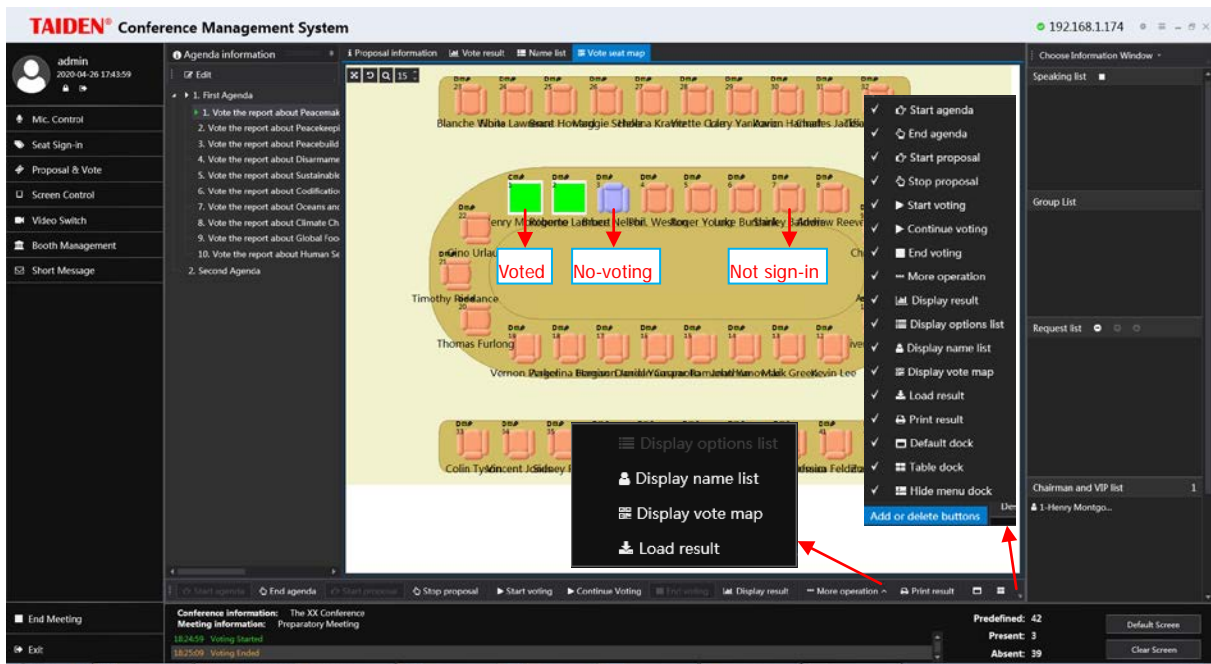 TAIDEN® Conference Management System
192.168.1.174
admin
2020-04-26 17:43:59
Mic. Control
Seat Sign-in
Proposal & Vote
Screen Control
Video Switch
Booth Management
Short Message
End Meeting
Exit
Agenda information
Edit
1. First Agenda
1. Vote the report about Peacemak
2. Vote the report about Peacekeepi
3. Vote the report about Peacebuild
4. Vote the report about Disarmame
5. Vote the report about Sustainable
6. Vote the report about Codificatio
7. Vote the report about Oceans and
8. Vote the report about Climate Ch
9. Vote the report about Global Foo
10. Vote the report about Human Se
2. Second Agenda
Proposal information Vote result Name list Vote seat map
15
Voted
No-voting
Not sign-in
Timothy
Thomas Furlong
Kevin Lee
Start agenda
End agenda
Start proposal
Stop proposal
Start voting
Continue voting
End voting
More operation
Display result
Display options list
Display name list
Display vote map
Load result
Print result
Default dock
Table dock
Hide menu dock
Add or delete buttons
Display options list
Display name list
Display vote map
Load result
Start agenda End agenda Start proposal Stop proposal Start voting Continue Voting End voting Display result More operation Print result
Choose Information Window
Speaking list
Group List
Request list
Chairman and VIP list 1
1-Henry Montgo...
Conference information: The XX Conference
Meeting information: Preparatory Meeting
18:24:59 Voting Started
18:25:09 Voting Ended
Predefined: 42
Present: 3
Absent: 39
Default Screen
Clear Screen